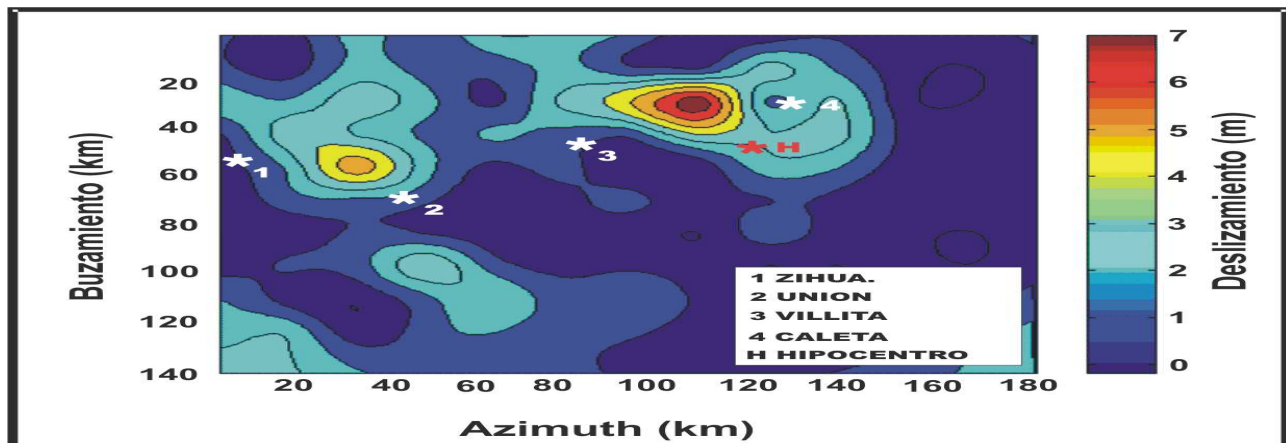 Buzamiento (km)
20
40
60
80
100
120
140
1
2
3
4
H
1 ZIHUA.
2 UNION
3 VILLITA
4 CALETA
H HIPOCENTRO
20 40 60 80 100 120 140 160 180
Azimuth (km)
7
6
5
4
3
2
1
0
Deslizamiento (m)